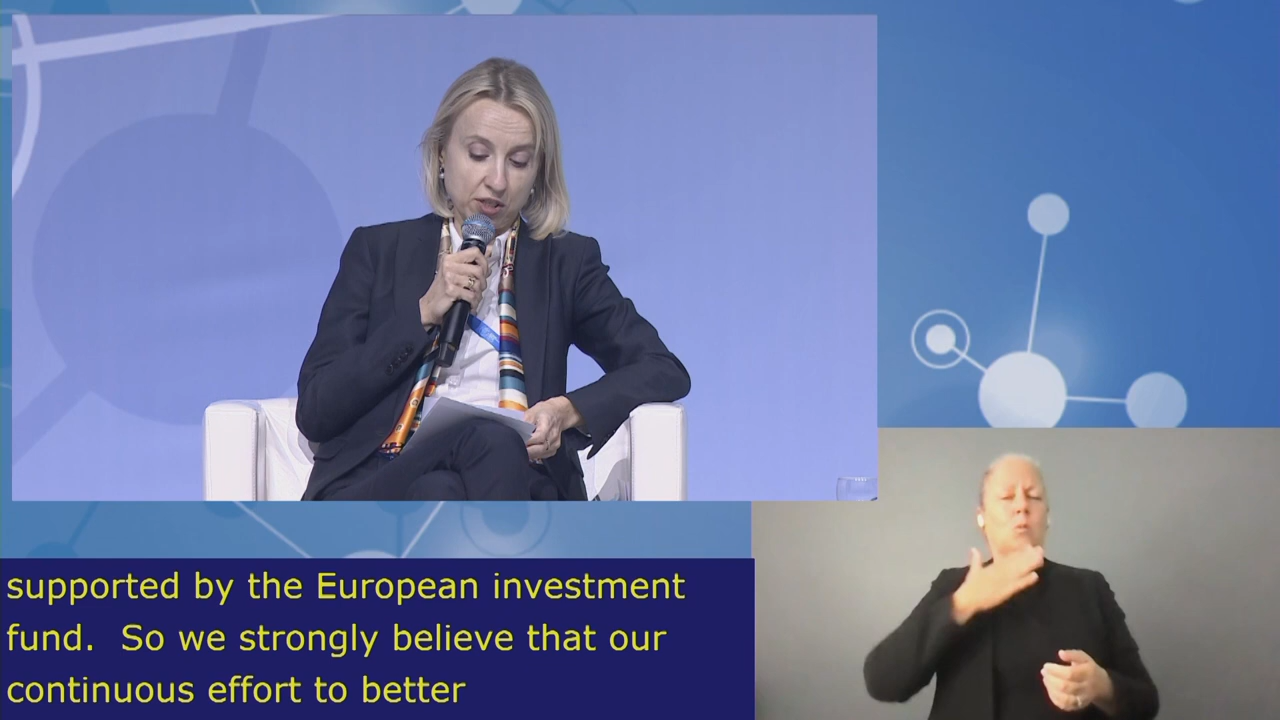 supported by the European investment
fund.  So we strongly believe that our
continuous effort to better